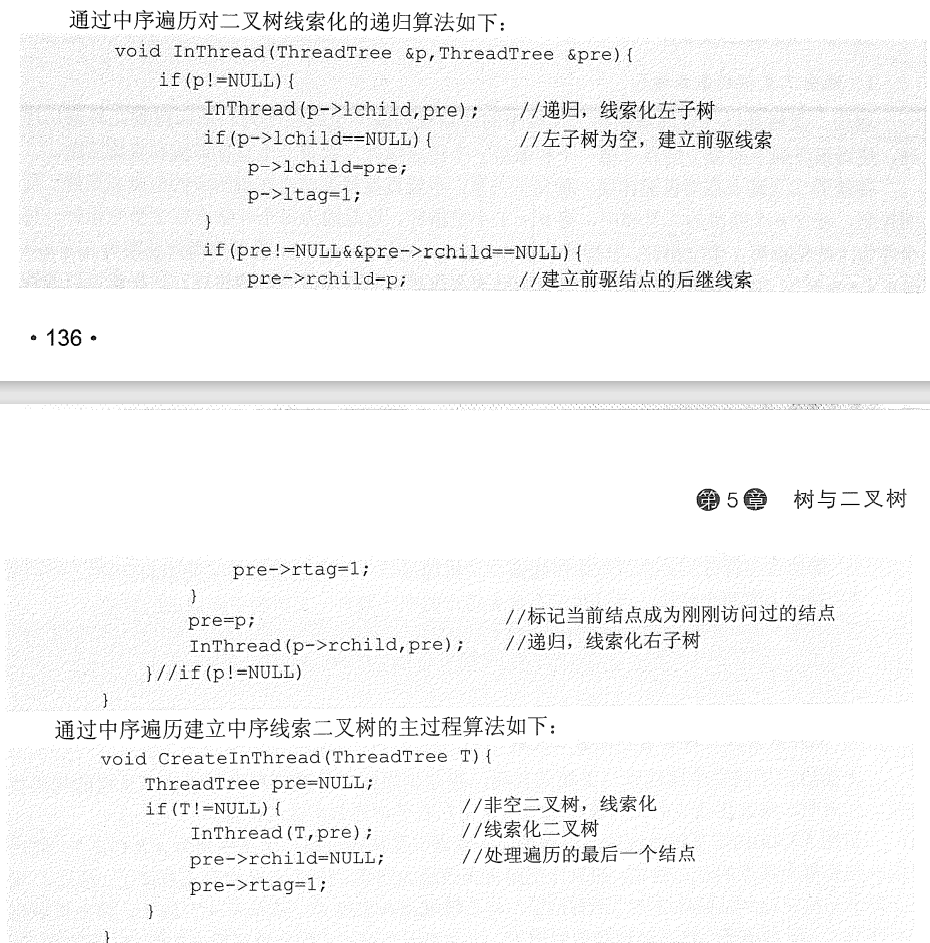 通过中序遍历对二叉树线索化的递归算法如下：
void InThread(ThreadTree &p,ThreadTree &pre){
if(p!=NULL){
InThread(p->lchild,pre); //递归，线索化左子树
if(p->lchild==NULL){ //左子树为空，建立前驱线索
p->lchild=pre;
p->ltag=1;
}
if(pre!=NULL&&pre->rchild==NULL){
pre->rchild=p; //建立前驱结点的后继线索
·136·
第5章 树与二叉树
pre->rtag=1;
}
pre=p; //标记当前结点成为刚刚访问过的结点
InThread(p->rchild,pre); //递归，线索化右子树
}//if(p!=NULL)
}
通过中序遍历建立中序线索二叉树的主过程算法如下：
void CreateInThread(ThreadTree T){
ThreadTree pre=NULL;
if(T!=NULL){ //非空二叉树，线索化
InThread(T,pre); //线索化二叉树
pre->rchild=NULL; //处理遍历的最后一个结点
pre->rtag=1;
}
}